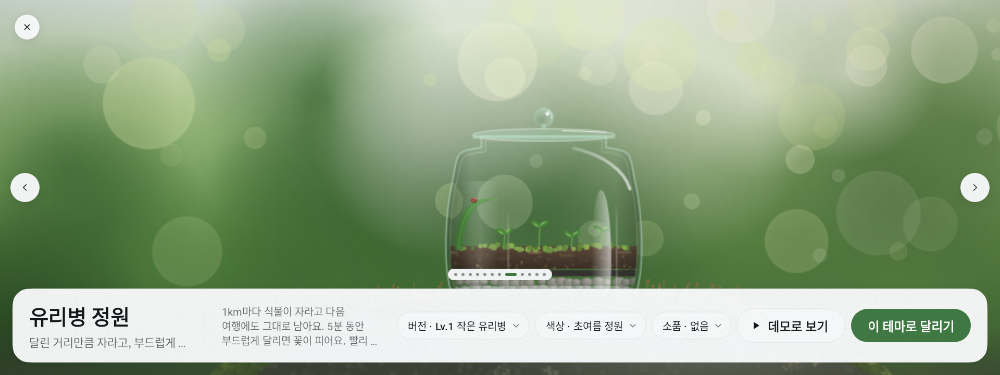 유리병 정원
달린 거리만큼 자라고, 부드럽게 ...
1km마다 식물이 자라고 다음
여행에도 그대로 남아요. 5분 동안
부드럽게 달리면 꽃이 피어요. 빨리 ...
버전 · Lv.1 작은 유리병
색상 · 초여름 정원
소품 · 없음
데모로 보기
이 테마로 달리기